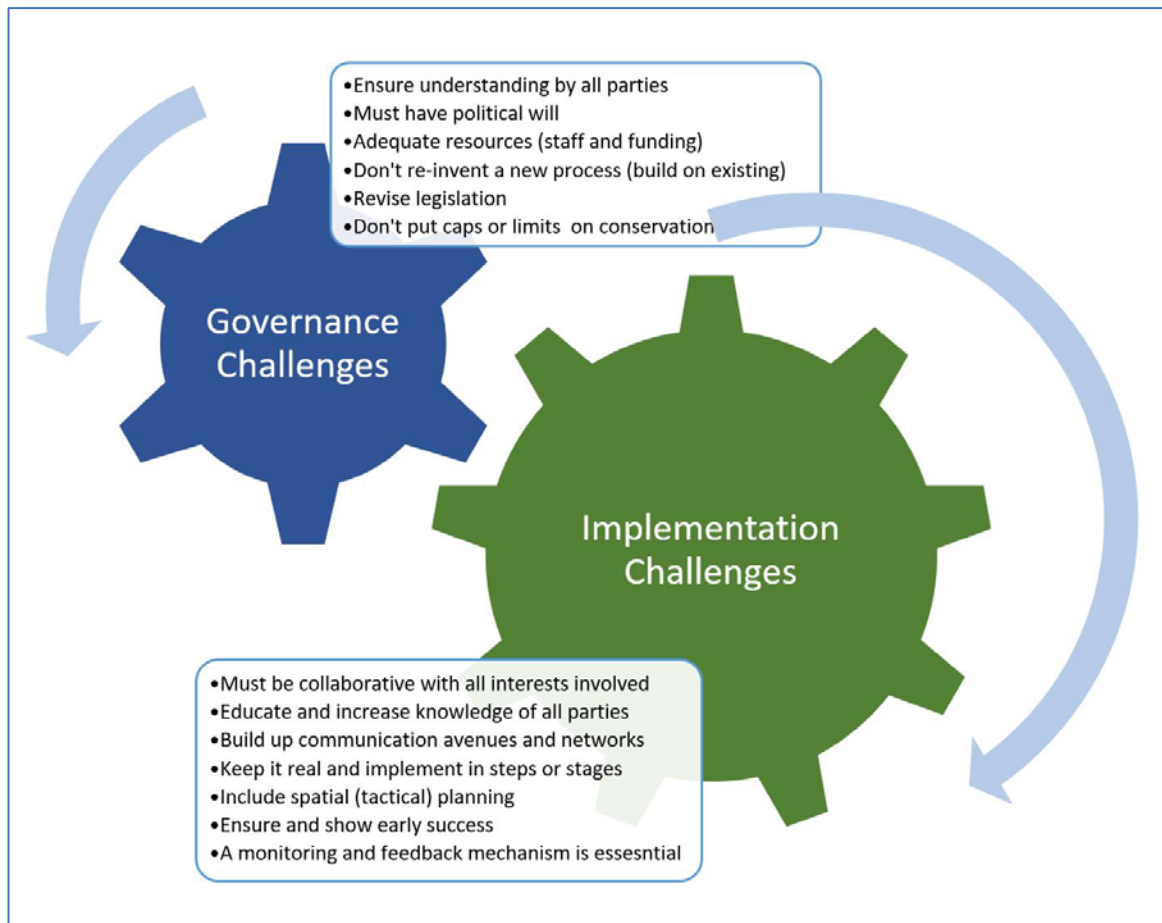 •Ensure understanding by all parties
•Must have political will
•Adequate resources (staff and funding)
•Don't re-invent a new process (build on existing)
•Revise legislation
•Don't put caps or limits  on conservation
Governance
Challenges
Implementation
Challenges
•Must be collaborative with all interests involved
•Educate and increase knowledge of all parties
•Build up communication avenues and networks
•Keep it real and implement in steps or stages
•Include spatial (tactical) planning
•Ensure and show early success
•A monitoring and feedback mechanism is essesntial